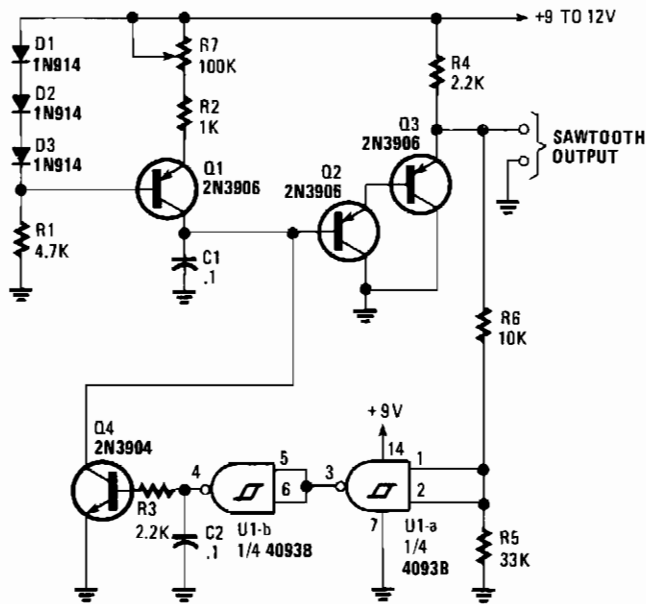 +9 TO 12V
D1
1N914
R7
100K
R4
2.2K
D2
1N914
R2
1K
Q3
2N3906
SAWTOOTH
OUTPUT
D3
1N914
Q1
2N3906
Q2
2N3906
R1
4.7K
C1
.1
R6
10K
+9V
Q4
2N3904
14
4
5
3
1
6
2
R3
2.2K
C2
.1
U1-b
1/4 4093B
7
U1-a
1/4
4093B
R5
33K